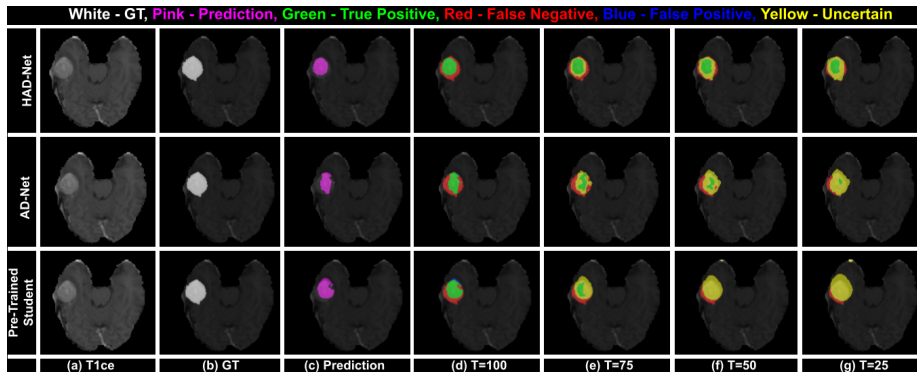 White - GT, Pink - Prediction, Green - True Positive, Red - False Negative, Blue - False Positive, Yellow - Uncertain
HAD-Net
AD-Net
Pre-Trained
Student
(a) T1ce (b) GT (c) Prediction (d) T=100 (e) T=75 (f) T=50 (g) T=25